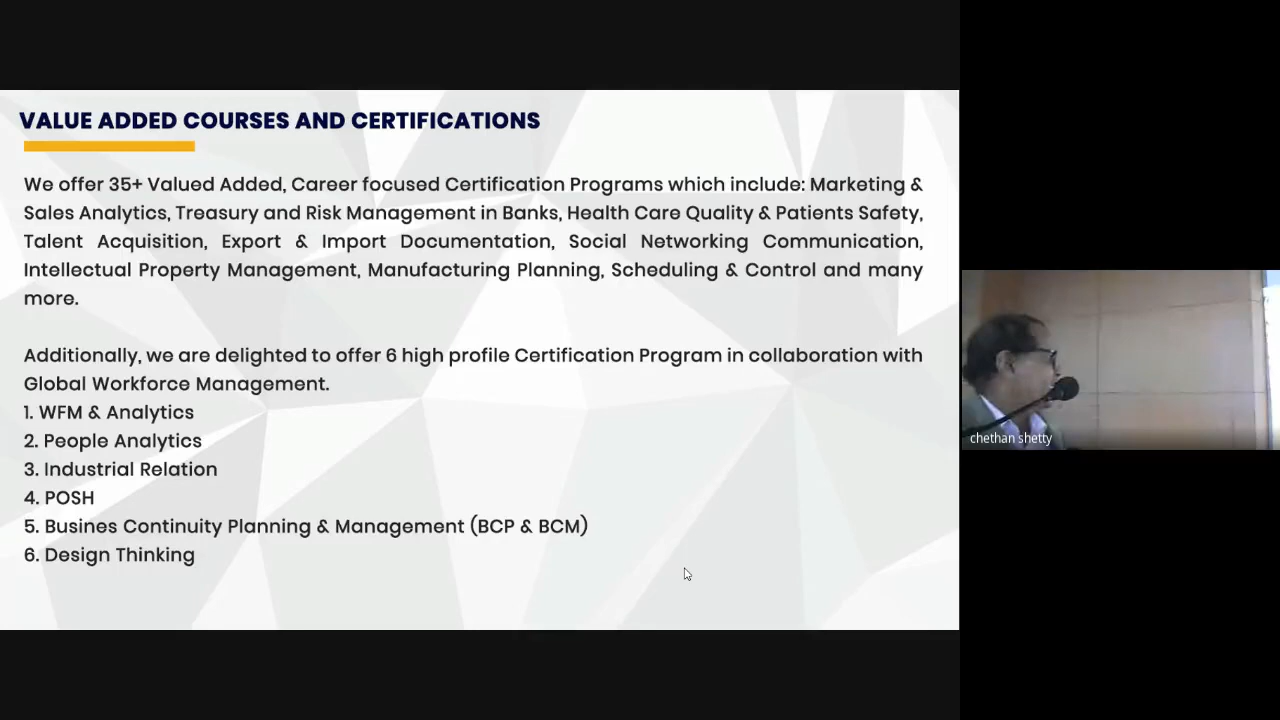 VALUE ADDED COURSES AND CERTIFICATIONS
We offer 35+ Valued Added, Career focused Certification Programs which include: Marketing &
Sales Analytics, Treasury and Risk Management in Banks, Health Care Quality & Patients Safety,
Talent Acquisition, Export & Import Documentation, Social Networking Communication,
Intellectual Property Management, Manufacturing Planning, Scheduling & Control and many
more.
Additionally, we are delighted to offer 6 high profile Certification Program in collaboration with
Global Workforce Management.
1. WFM & Analytics
2. People Analytics
3. Industrial Relation
4. POSH
5. Busines Continuity Planning & Management (BCP & BCM)
6. Design Thinking
chethan shetty